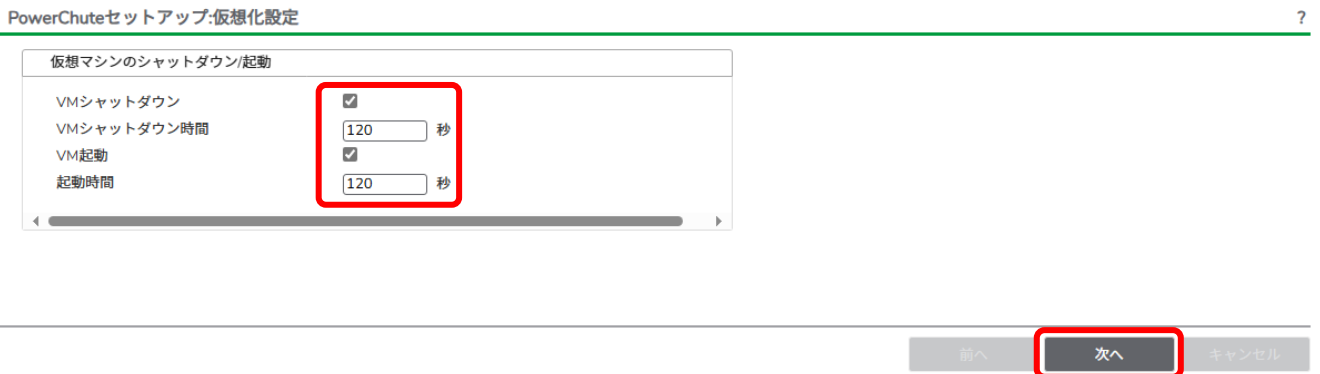 PowerChuteセットアップ:仮想化設定 ?
仮想マシンのシャットダウン/起動
VMシャットダウン
VMシャットダウン時間 120 秒
VM起動
起動時間 120 秒
前へ 次へ キャンセル